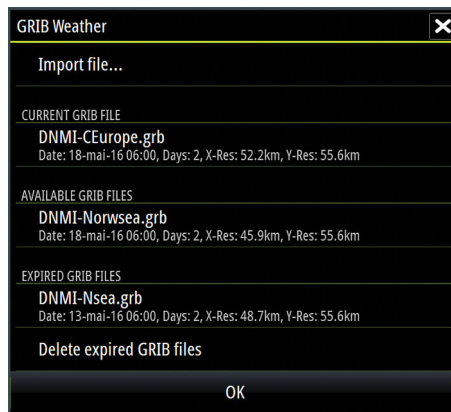 GRIB Weather
Import file...
CURRENT GRIB FILE
DNMI-CEurope.grb
Date: 18-mai-16 06:00, Days: 2, X-Res: 52.2km, Y-Res: 55.6km
AVAILABLE GRIB FILES
DNMI-Norwsea.grb
Date: 18-mai-16 06:00, Days: 2, X-Res: 45.9km, Y-Res: 55.6km
EXPIRED GRIB FILES
DNMI-Nsea.grb
Date: 13-mai-16 06:00, Days: 2, X-Res: 48.7km, Y-Res: 55.6km
Delete expired GRIB files
OK